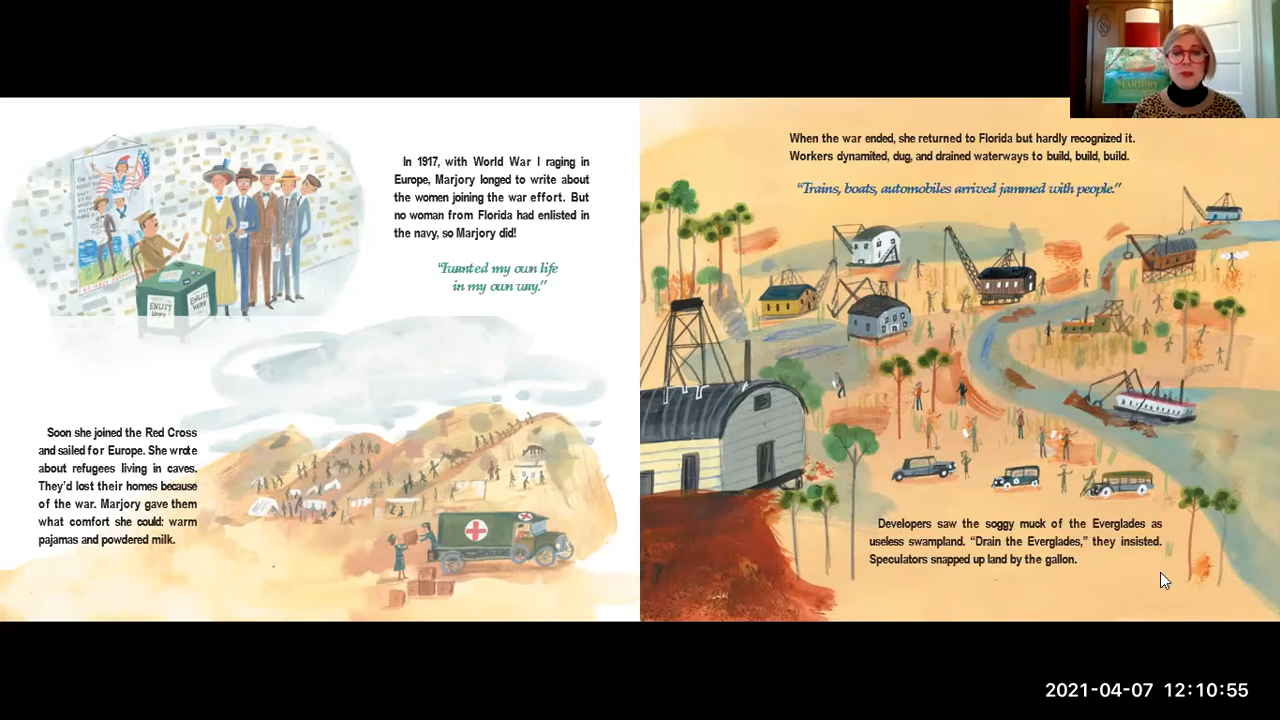 In 1917, with World War I raging in
Europe, Marjory longed to write about
the women joining the war effort. But
no woman from Florida had enlisted in
the navy, so Marjory did!
“I wanted my own life
in my own way.”
ENLIST
HERE
ENLIST
HERE
Soon she joined the Red Cross
and sailed for Europe. She wrote
about refugees living in caves.
They’d lost their homes because
of the war. Marjory gave them
what comfort she could: warm
pajamas and powdered milk.
When the war ended, she returned to Florida but hardly recognized it.
Workers dynamited, dug, and drained waterways to build, build, build.
“Trains, boats, automobiles arrived jammed with people.”
Developers saw the soggy muck of the Everglades as
useless swampland. “Drain the Everglades,” they insisted.
Speculators snapped up land by the gallon.
MARJORY
2021-04-07 12:10:55